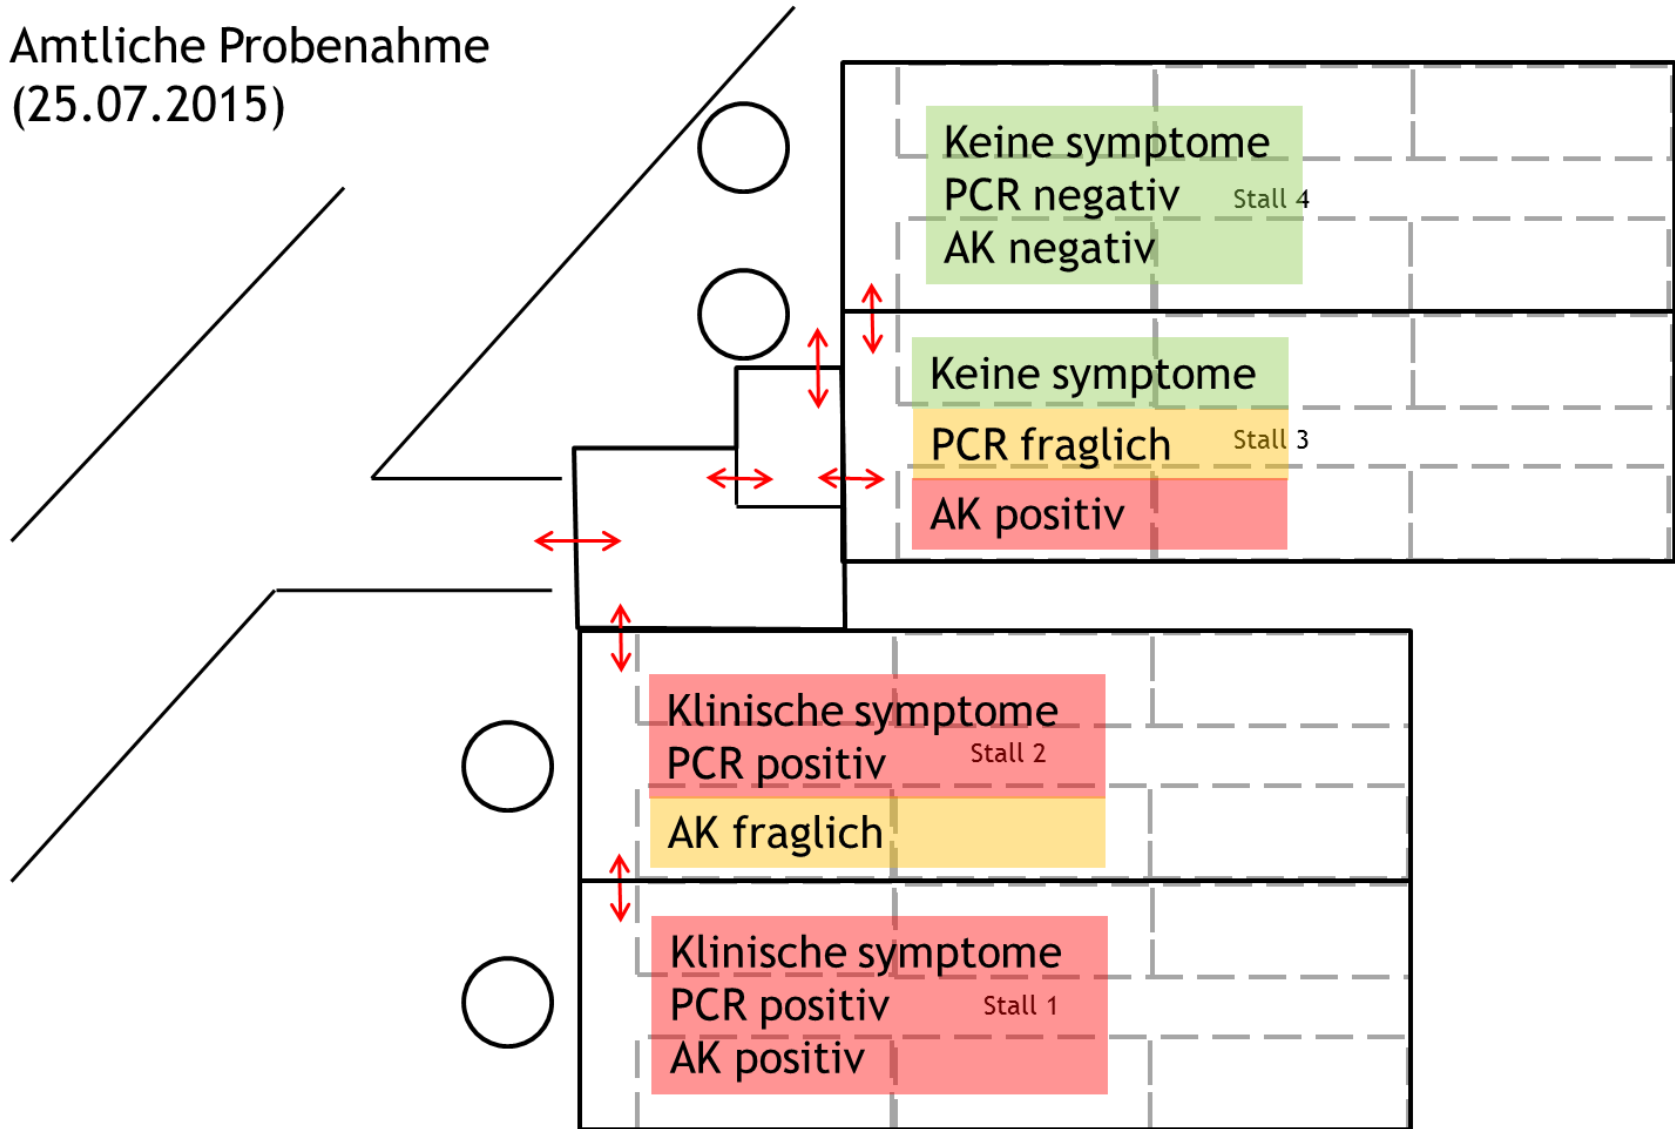 Amtliche Probenahme
(25.07.2015)
Keine symptome
PCR negativ
Stall 4
AK negativ
Keine symptome
PCR fraglich
Stall 3
AK positiv
Klinische symptome
PCR positiv
Stall 2
AK fraglich
Klinische symptome
PCR positiv
Stall 1
AK positiv